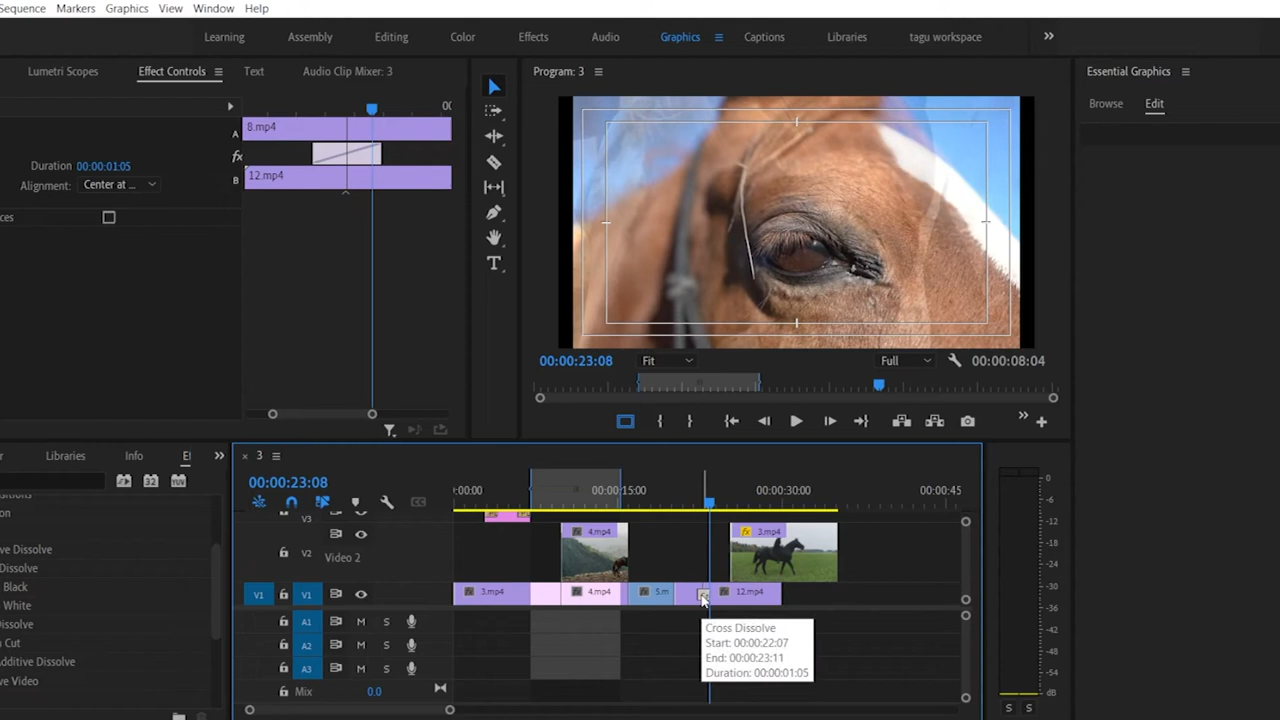 Sequence Markers Graphics View Window Help
Learning Assembly Editing Color Effects Audio Graphics Captions Libraries tagu workspace
Lumetri Scopes Effect Controls Text Audio Clip Mixer: 3
Program: 3
Essential Graphics
Browse Edit
A 8.mp4
fx
B 12.mp4
Duration 00:00:01:05
Alignment: Center at ...
ces
00:00:23:08 Fit Full 00:00:08:04
Libraries Info
3
00:00:23:08
:00:00 00:00:15:00 00:00:30:00 00:00:45
V3
V2 Video 2
4.mp4 3.mp4
V1 V1 3.mp4 4.mp4 5.m 12.mp4
A1 M S
A2 M S
A3 M S
Mix 0.0
Cross Dissolve
Start: 00:00:22:07
End: 00:00:23:11
Duration: 00:00:01:05
on
ve Dissolve
Dissolve
Black
White
Dissolve
n Cut
Additive Dissolve
e Video
0
-6
-12
-18
-24
-30
-36
-42
-48
-54
dB
S S